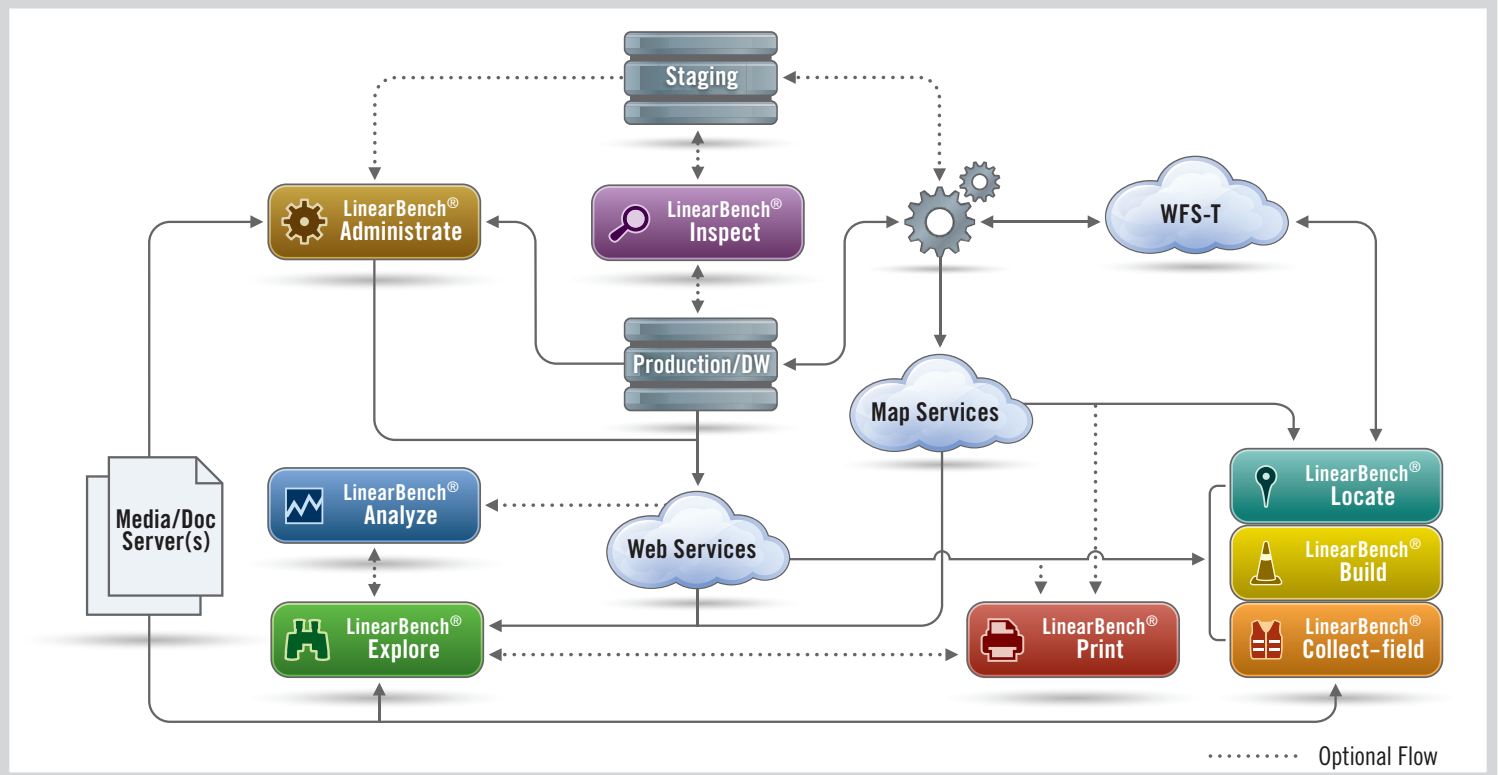 Staging
LinearBench®
Administrate
LinearBench®
Inspect
WFS-T
Production/DW
Map Services
Media/Doc
Server(s)
LinearBench®
Analyze
Web Services
LinearBench®
Locate
LinearBench®
Build
LinearBench®
Explore
LinearBench®
Print
LinearBench®
Collect-field
Optional Flow